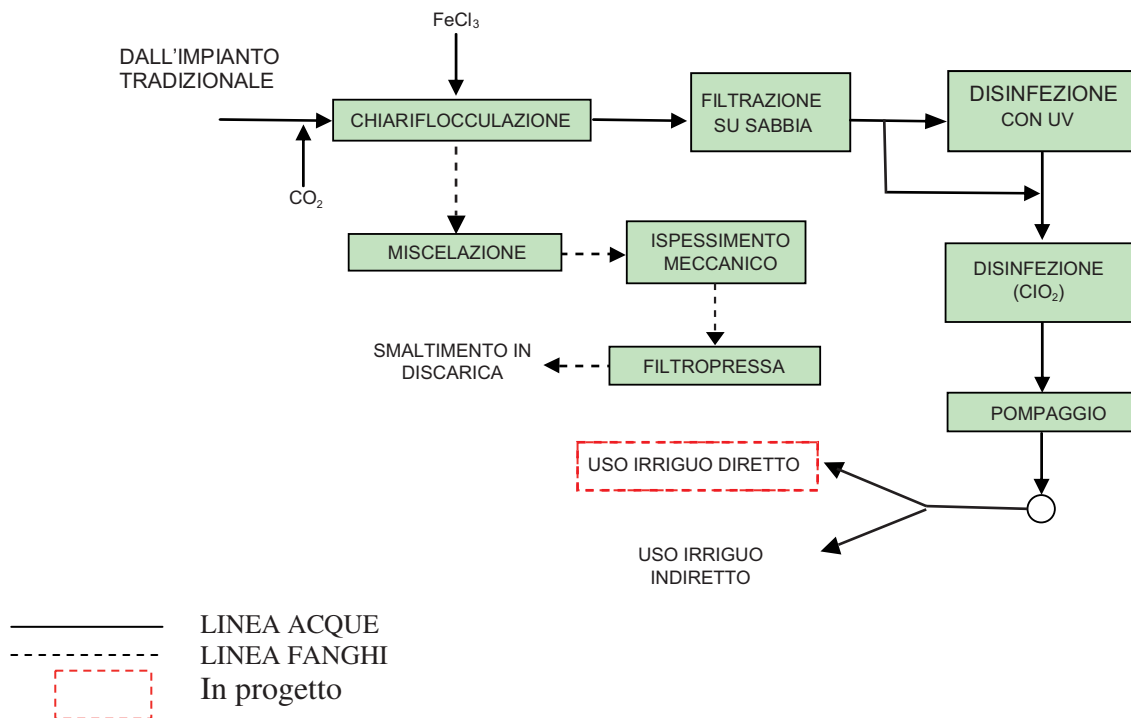 FeCl₃
DALL'IMPIANTO
TRADIZIONALE
CHIARIFLOCCULAZIONE
FILTRAZIONE
SU SABBIA
DISINFEZIONE
CON UV
CO₂
MISCELAZIONE
ISPESSIMENTO
MECCANICO
DISINFEZIONE
(ClO₂)
SMALTIMENTO IN
DISCARICA
FILTROPRESSA
POMPAGGIO
USO IRRIGUO DIRETTO
USO IRRIGUO
INDIRETTO
LINEA ACQUE
LINEA FANGHI
In progetto